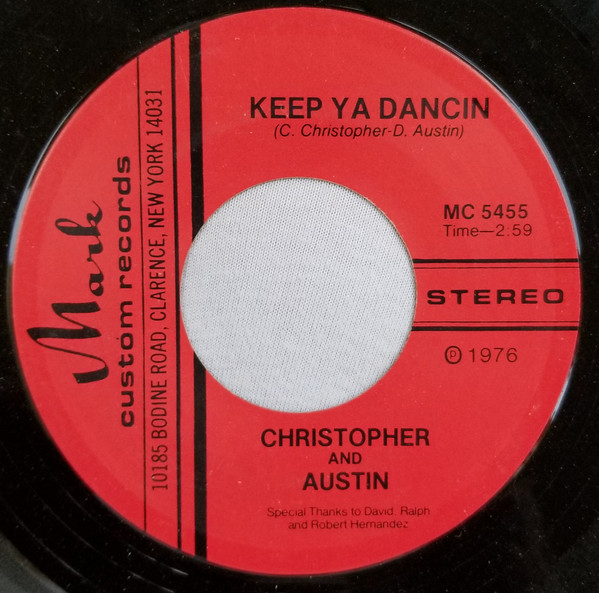 KEEP YA DANCIN
(C. Christopher-D. Austin)
Mark
custom records
10185 BODINE ROAD, CLARENCE, NEW YORK 14031
MC 5455
Time—2:59
STEREO
Ⓟ 1976
CHRISTOPHER
AND
AUSTIN
Special Thanks to David, Ralph
and Robert Hernandez